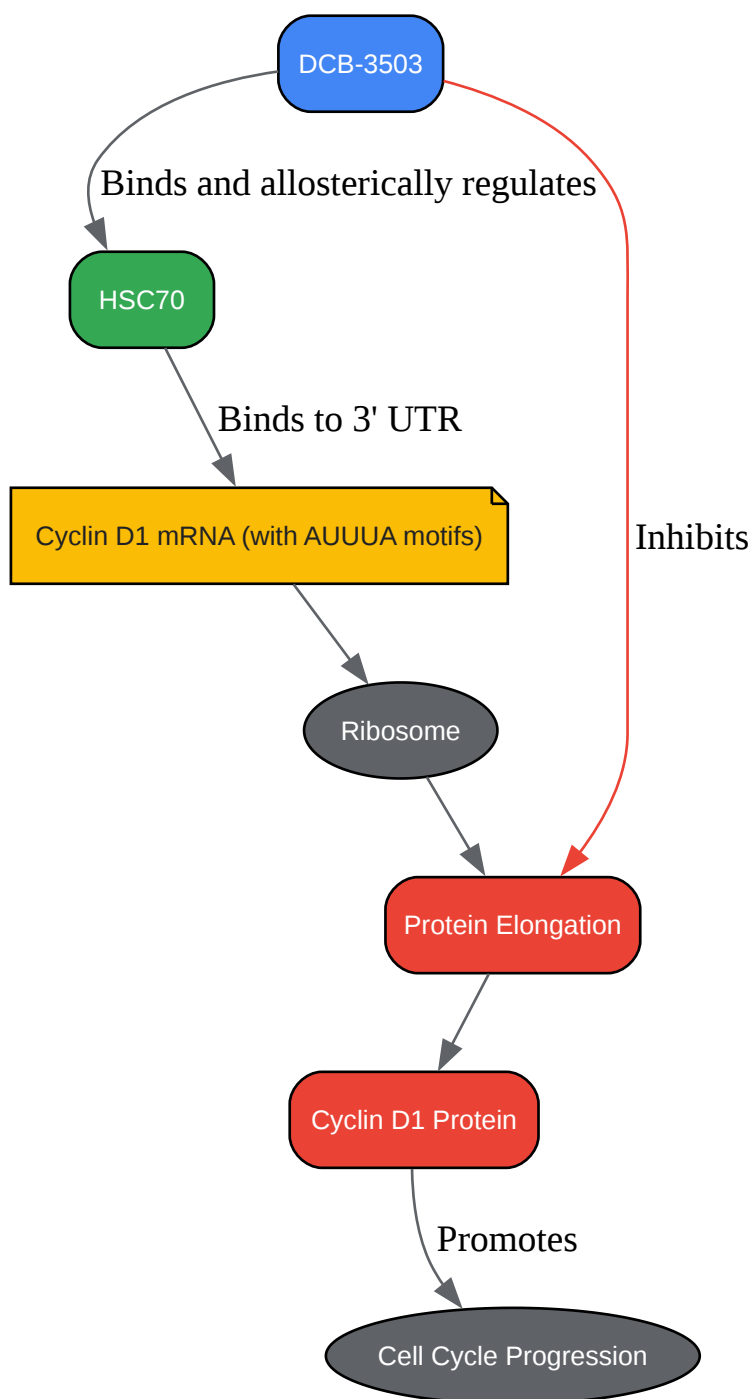 DCB-3503
Binds and allosterically regulates
HSC70
Binds to 3' UTR
Cyclin D1 mRNA (with AUUUA motifs)
Inhibits
Ribosome
Protein Elongation
Cyclin D1 Protein
Promotes
Cell Cycle Progression